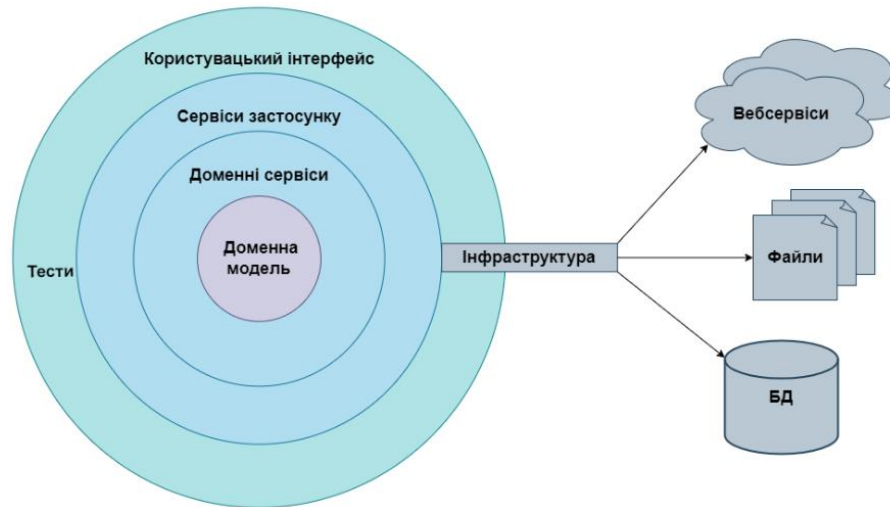 Користувацький інтерфейс
Сервіси застосунку
Доменні сервіси
Доменна
модель
Тести
Інфраструктура
Вебсервіси
Файли
БД